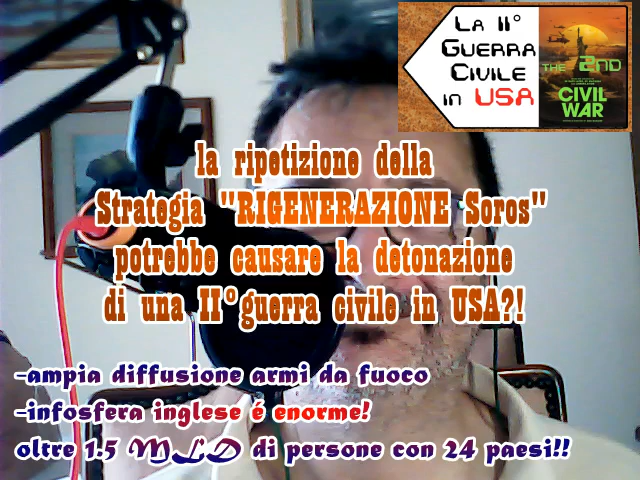 La II°
Guerra
Civile
in USA
THE 2ND
CIVIL
WAR
la ripetizione della
Strategia "RIGENERAZIONE Soros"
potrebbe causare la detonazione
di una II°guerra civile in USA?!
-ampia diffusione armi da fuoco
-infosfera inglese é enorme!
oltre 1.5 MLD di persone con 24 paesi!!